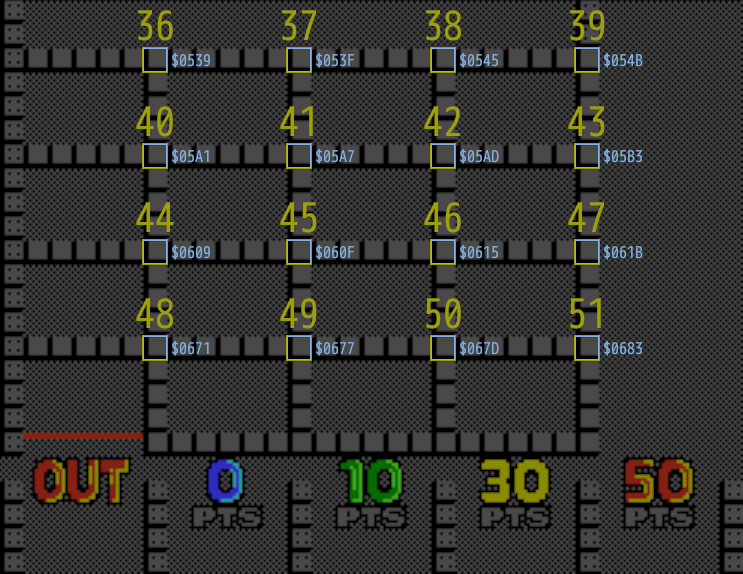 36 37 38 39
$0539 $053F $0545 $054B
40 41 42 43
$05A1 $05A7 $05AD $05B3
44 45 46 47
$0609 $060F $0615 $061B
48 49 50 51
$0671 $0677 $067D $0683
OUT 0 10 30 50
PTS PTS PTS PTS